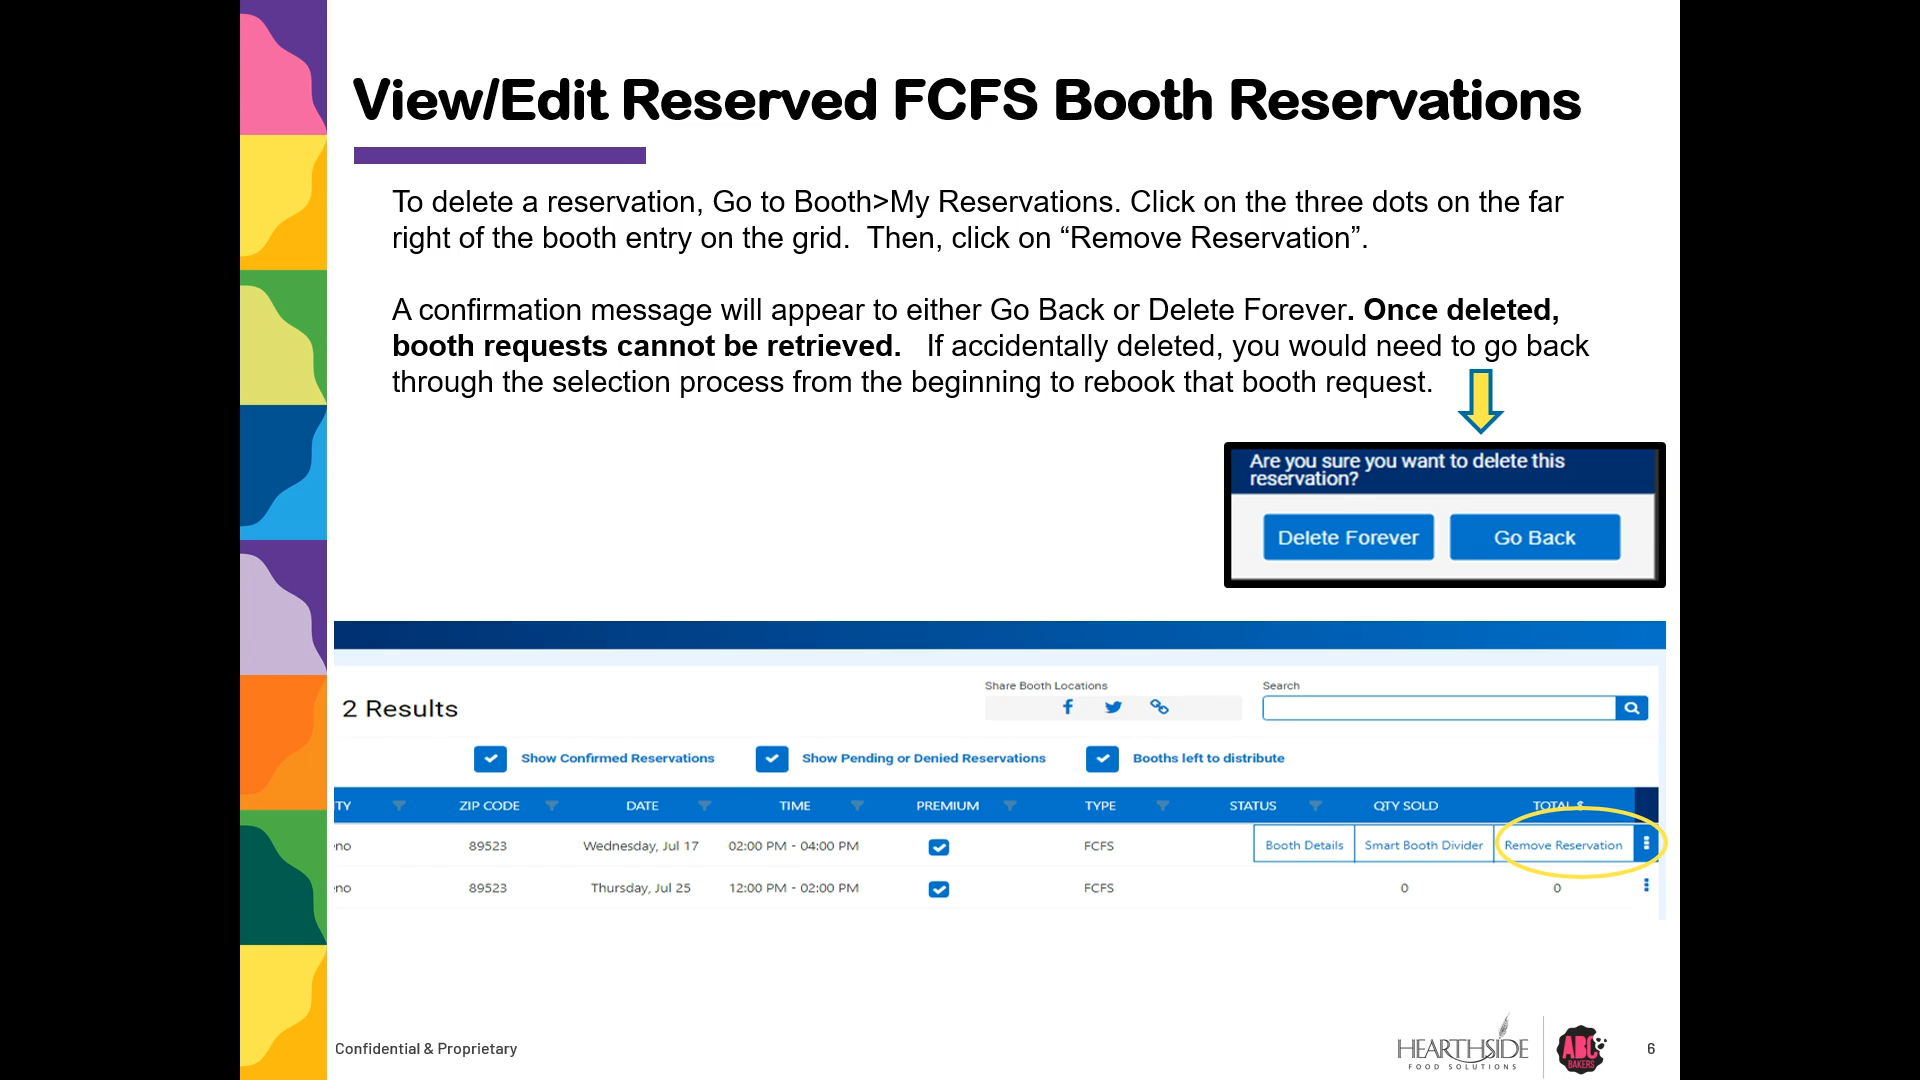 View/Edit Reserved FCFS Booth Reservations
To delete a reservation, Go to Booth>My Reservations. Click on the three dots on the far
right of the booth entry on the grid.  Then, click on “Remove Reservation”.
A confirmation message will appear to either Go Back or Delete Forever. Once deleted,
booth requests cannot be retrieved.   If accidentally deleted, you would need to go back
through the selection process from the beginning to rebook that booth request.
Are you sure you want to delete this
reservation?
Delete Forever Go Back
Share Booth Locations Search
2 Results
Show Confirmed Reservations Show Pending or Denied Reservations Booths left to distribute
TY ZIP CODE DATE TIME PREMIUM TYPE STATUS QTY SOLD TOTAL $
eno 89523 Wednesday, Jul 17 02:00 PM - 04:00 PM FCFS Booth Details Smart Booth Divider Remove Reservation
eno 89523 Thursday, Jul 25 12:00 PM - 02:00 PM FCFS 0 0
Confidential & Proprietary
HEARTHSIDE
FOOD SOLUTIONS
ABC
BAKERS
6